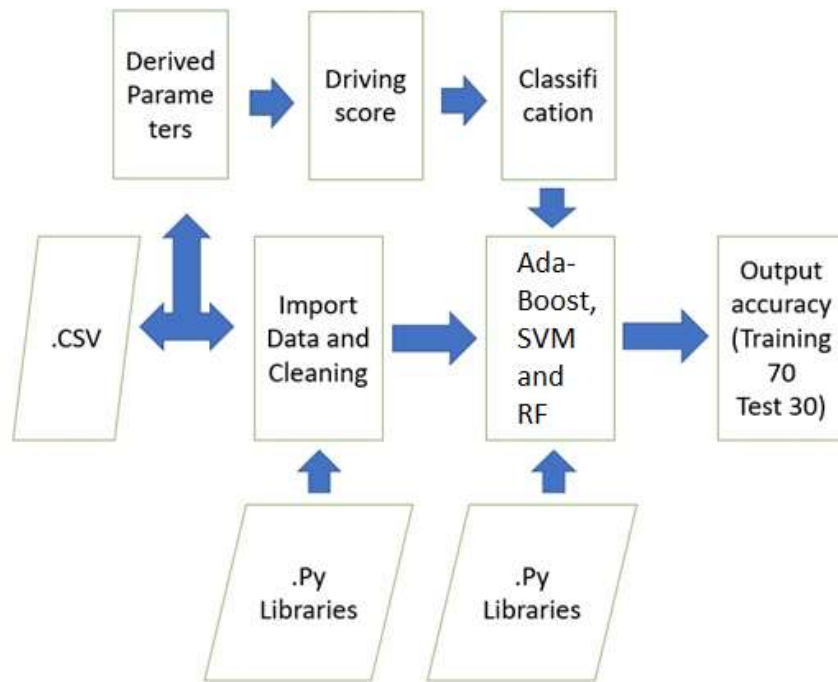 Derived
Parame
ters
Driving
score
Classifi
cation
.CSV
Import
Data and
Cleaning
Ada-
Boost,
SVM
and
RF
Output
accuracy
(Training
70
Test 30)
.Py
Libraries
.Py
Libraries